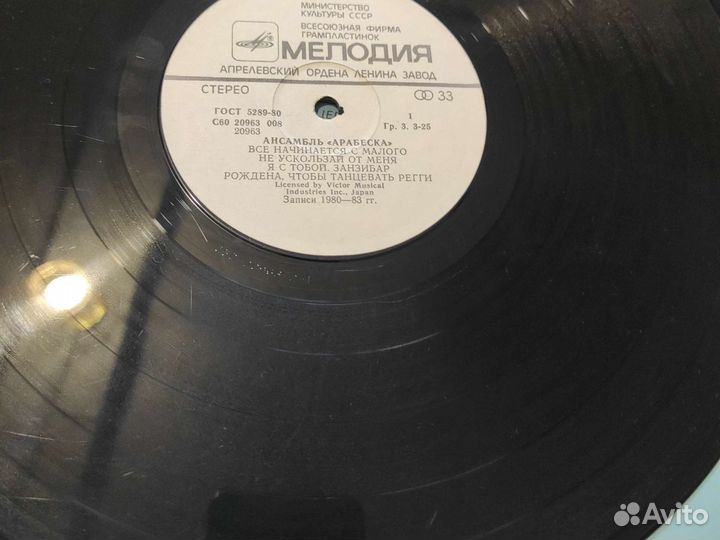 МИНИСТЕРСТВО
КУЛЬТУРЫ СССР
ВСЕСОЮЗНАЯ ФИРМА
ГРАМПЛАСТИНОК
МЕЛОДИЯ
АПРЕЛЕВСКИЙ ОРДЕНА ЛЕНИНА ЗАВОД
СТЕРЕО 33
ГОСТ 5289-80 1
С60 20963 008 Гр. 3. 3-25
20963
АНСАМБЛЬ «АРАБЕСКА»
ВСЕ НАЧИНАЕТСЯ С МАЛОГО
НЕ УСКОЛЬЗАЙ ОТ МЕНЯ
Я С ТОБОЙ. ЗАНЗИБАР
РОЖДЕНА, ЧТОБЫ ТАНЦЕВАТЬ РЕГГИ
Licensed by Victor Musical
Industries Inc., Japan
Записи 1980—83 гг.
Avito